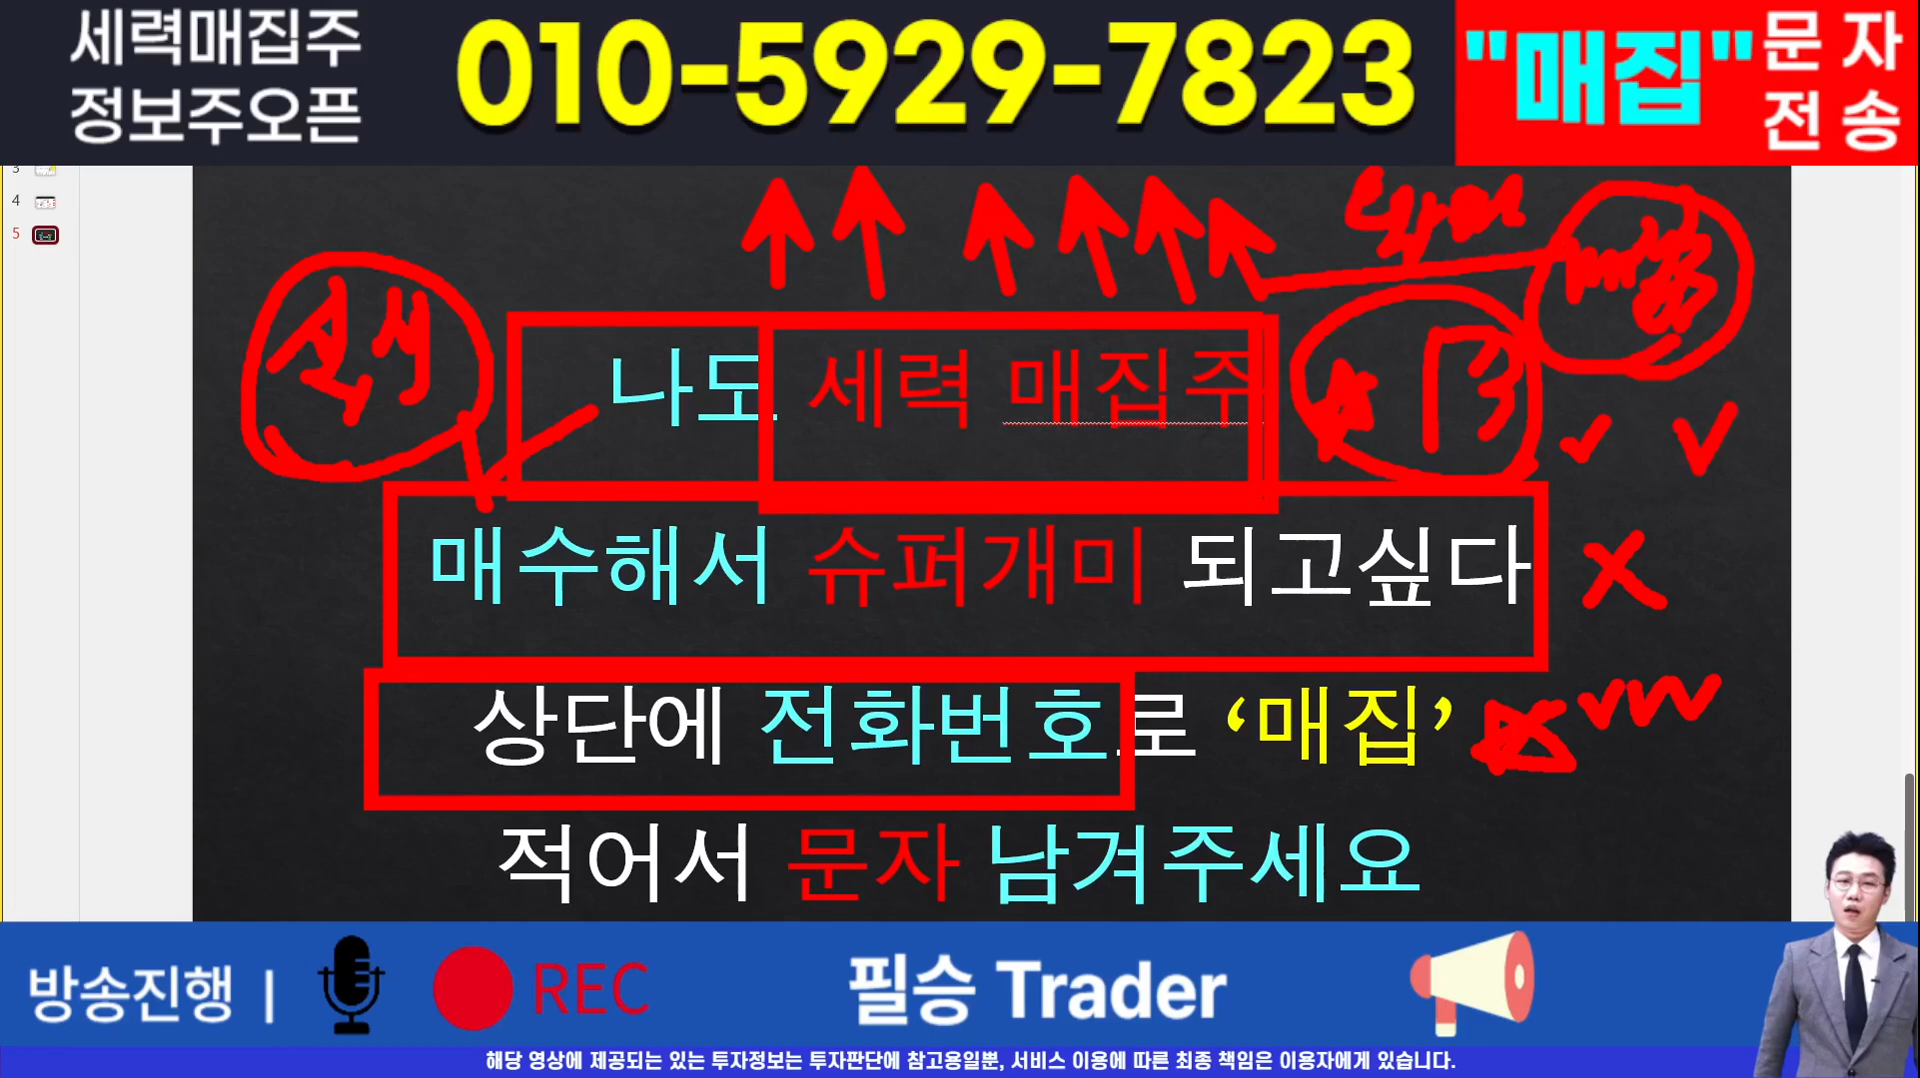 세력매집주
정보주오픈
010-5929-7823
"매집"
문자
전송
3
4
5
나도 세력 매집주
매수해서 슈퍼개미 되고싶다
상단에 전화번호로 ‘매집’
적어서 문자 남겨주세요
방송진행 |
REC
필승 Trader
해당 영상에 제공되는 있는 투자정보는 투자판단에 참고용일뿐, 서비스 이용에 따른 최종 책임은 이용자에게 있습니다.